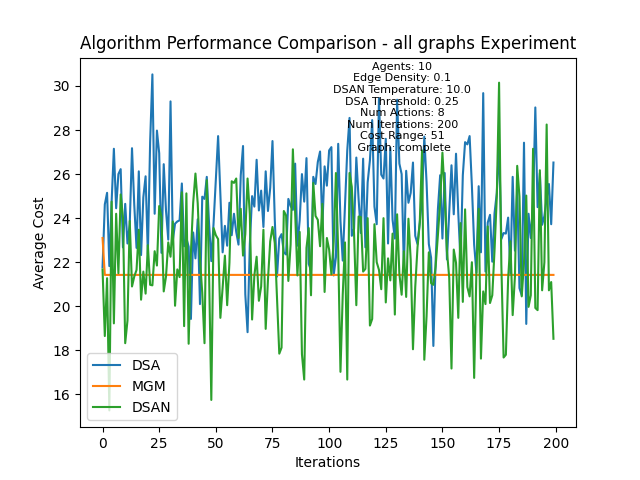 Algorithm Performance Comparison - all graphs Experiment
Agents: 10
Edge Density: 0.1
DSAN Temperature: 10.0
DSA Threshold: 0.25
Num Actions: 8
Num Iterations: 200
Cost Range: 51
Graph: complete
Average Cost
30
28
26
24
22
20
18
16
DSA
MGM
DSAN
0
25
50
75
100
125
150
175
200
Iterations